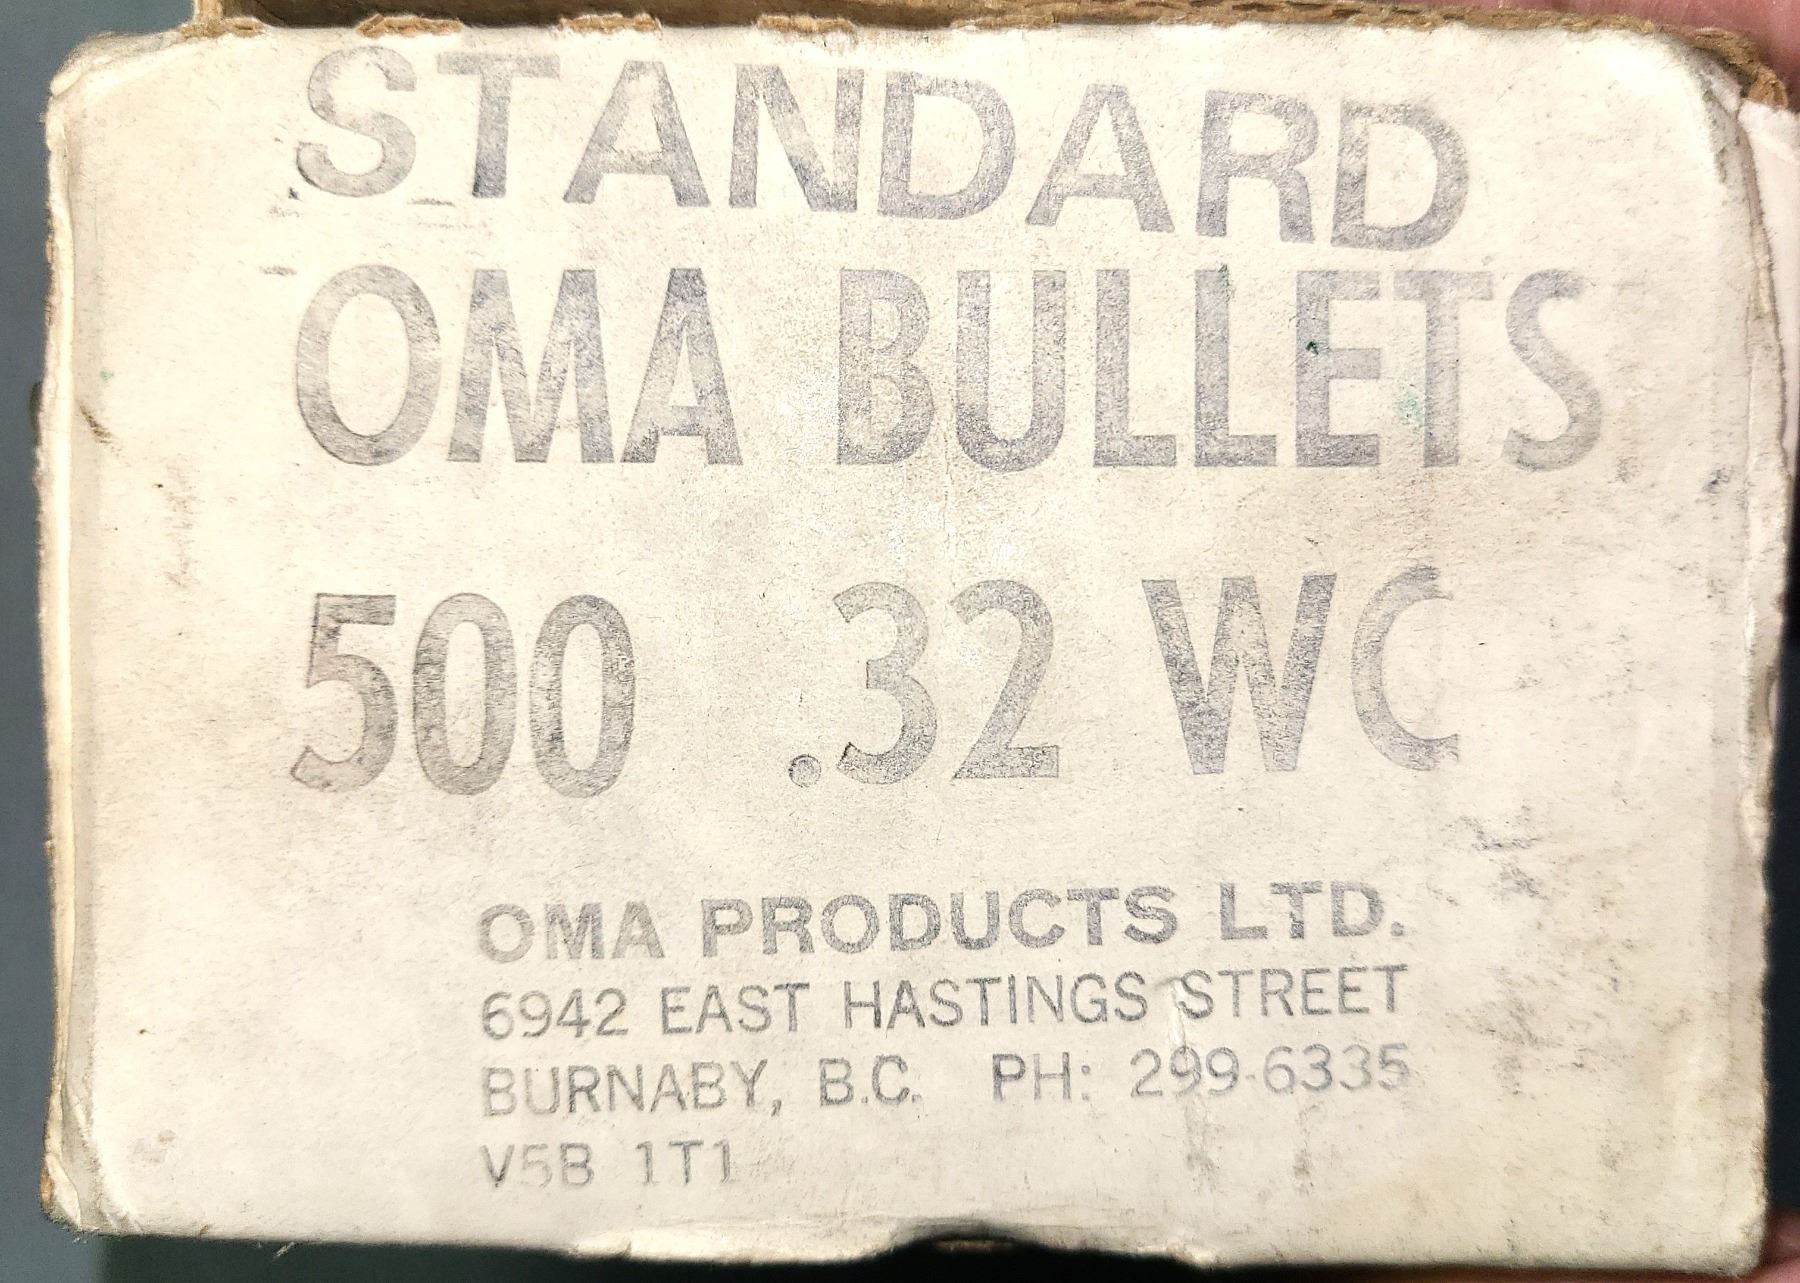 STANDARD
OMA BULLETS
500 .32 WC
OMA PRODUCTS LTD.
6942 EAST HASTINGS STREET
BURNABY, B.C. PH: 299-6335
V5B 1T1